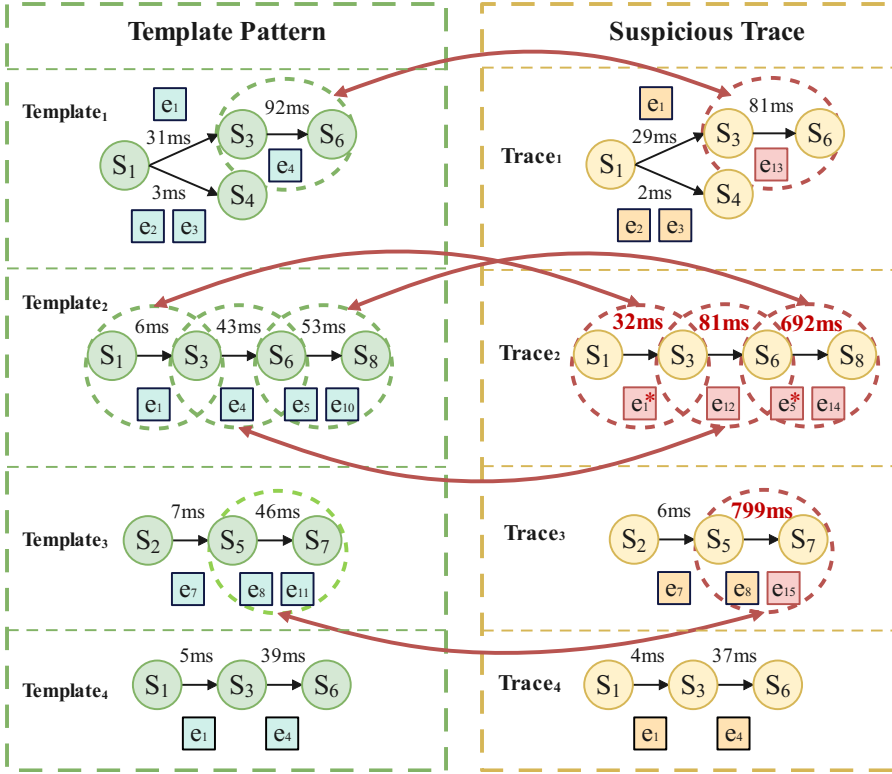 Template Pattern
Suspicious Trace
Template₁
e₁
31ms
92ms
S₁
S₃
S₆
e₄
3ms
S₄
e₂ e₃
Trace₁
e₁
29ms
81ms
S₁
S₃
S₆
e₁₃
2ms
S₄
e₂ e₃
Template₂
6ms 43ms 53ms
S₁ S₃ S₆ S₈
e₁ e₄ e₅ e₁₀
Trace₂
32ms 81ms 692ms
S₁ S₃ S₆ S₈
e₁* e₁₂ e₅* e₁₄
Template₃
7ms 46ms
S₂ S₅ S₇
e₇ e₈ e₁₁
Trace₃
6ms 799ms
S₂ S₅ S₇
e₇ e₈ e₁₅
Template₄
5ms 39ms
S₁ S₃ S₆
e₁ e₄
Trace₄
4ms 37ms
S₁ S₃ S₆
e₁ e₄